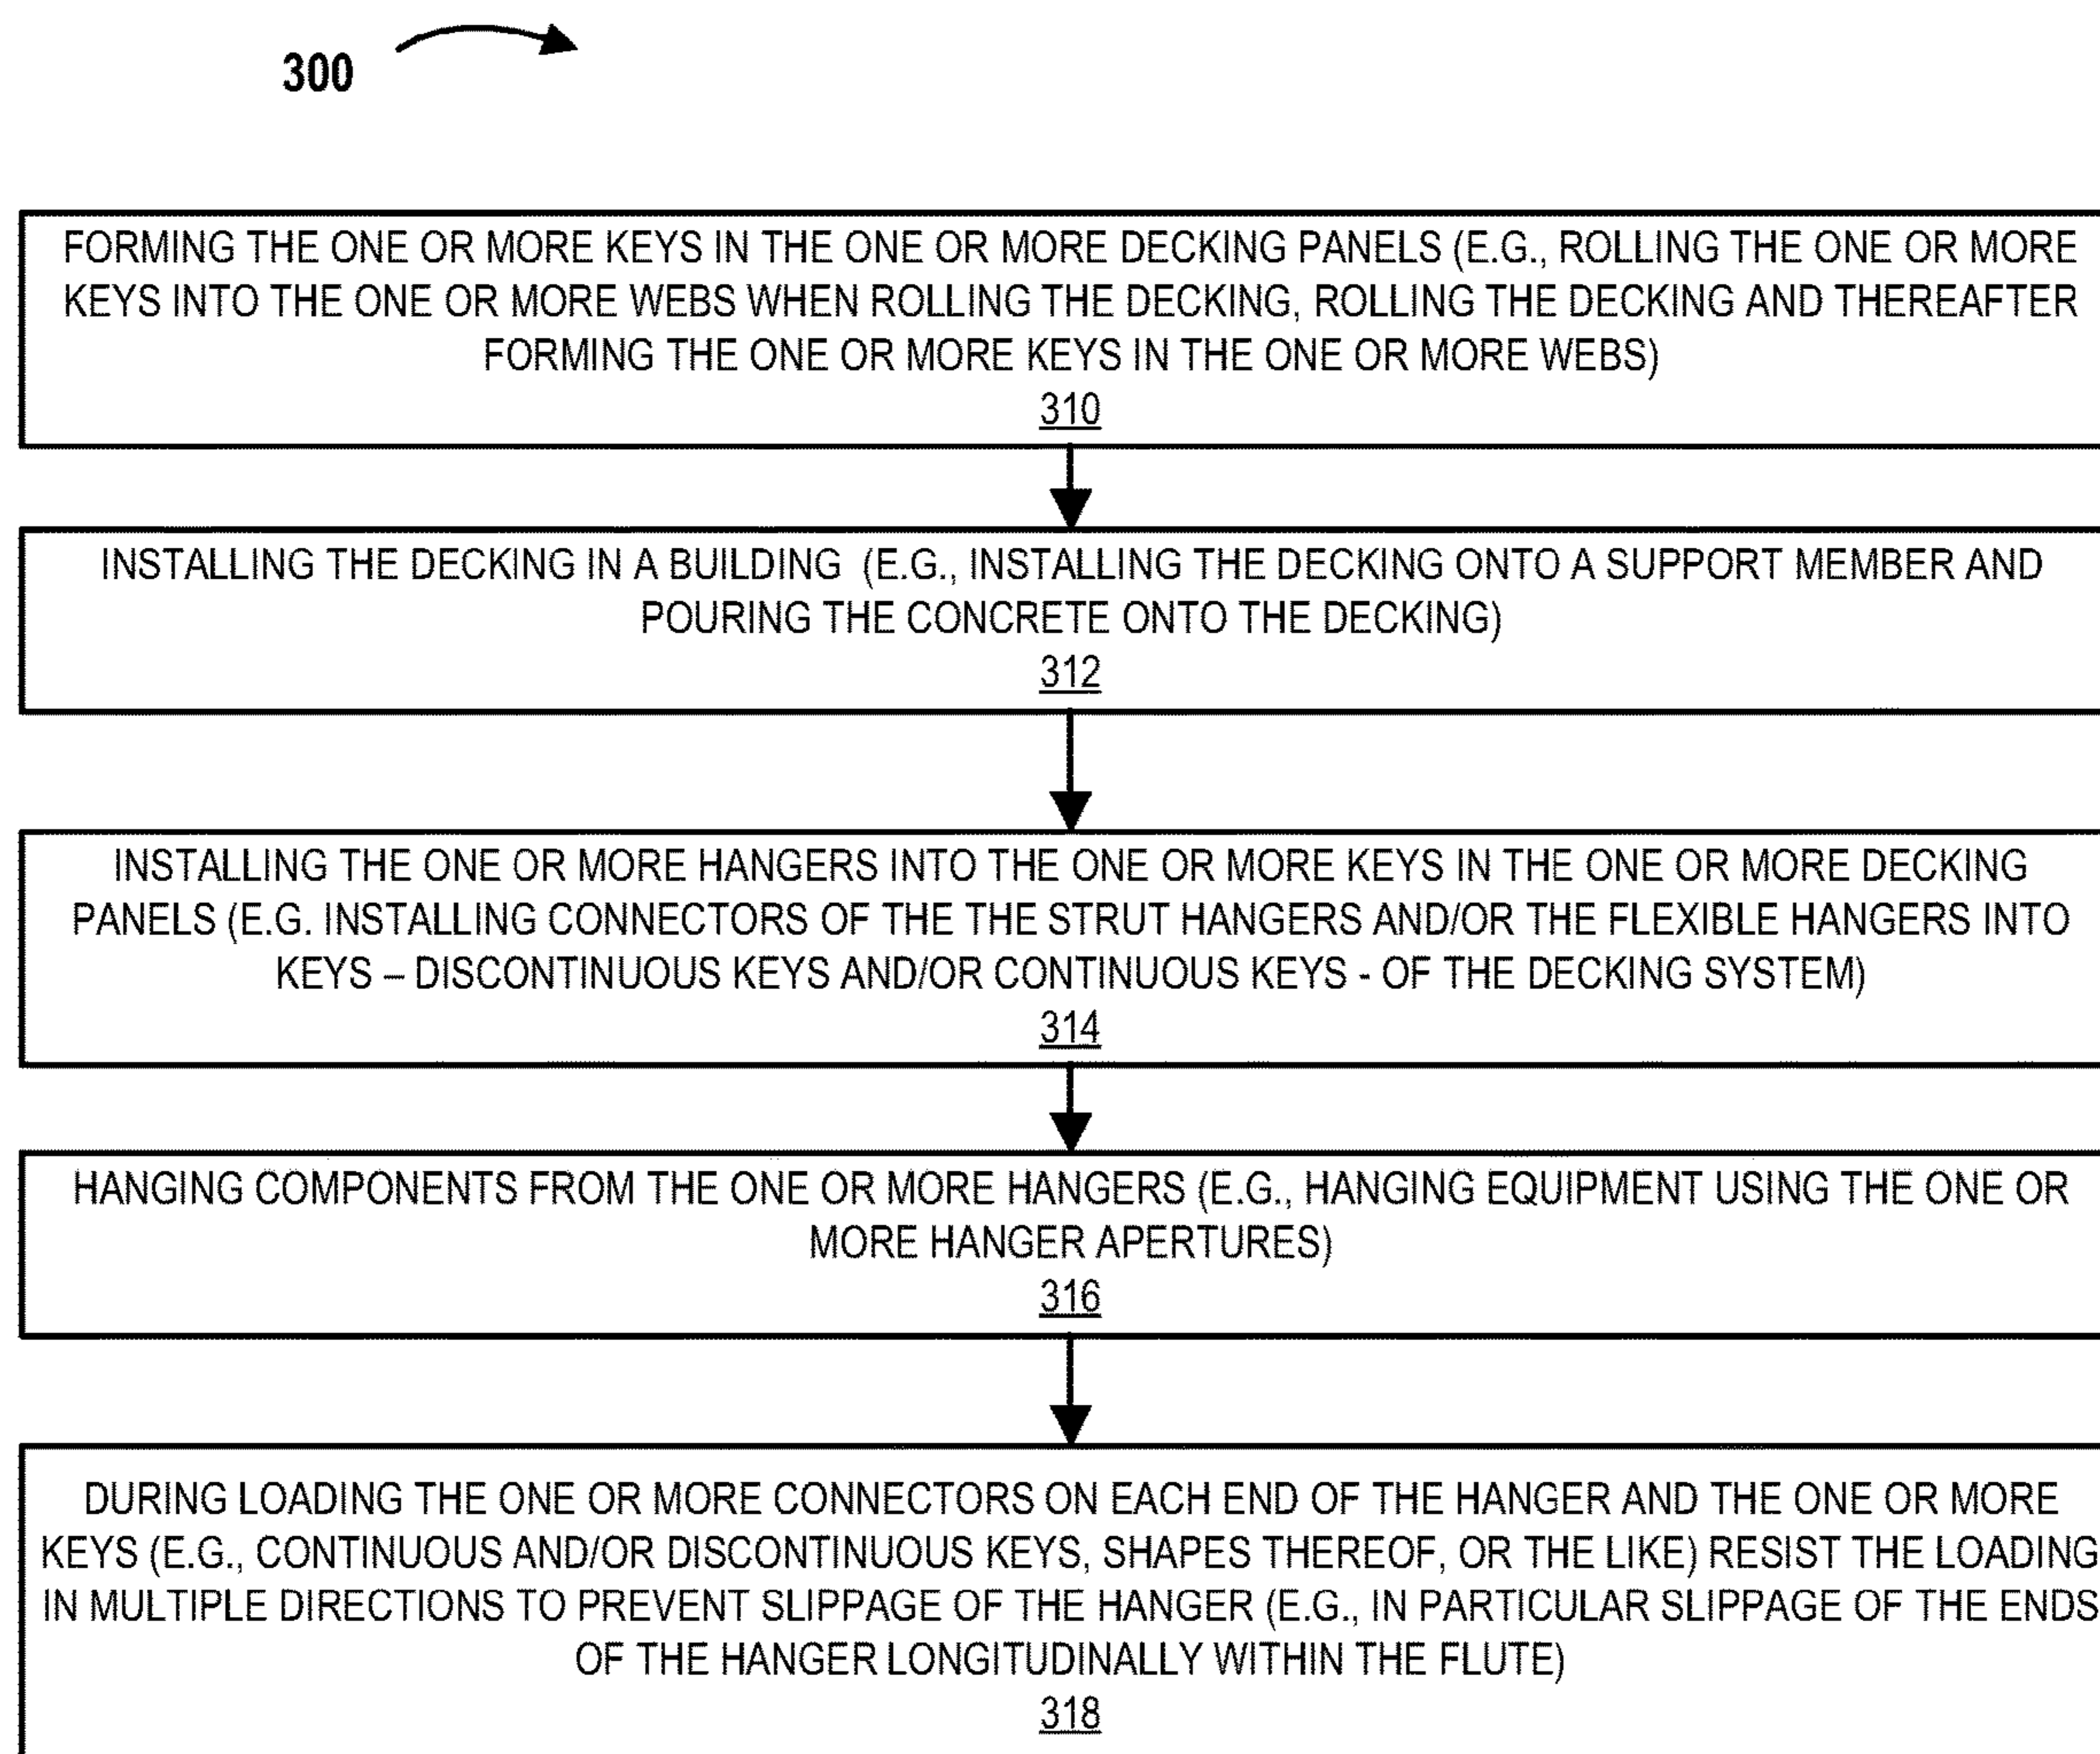 300
FORMING THE ONE OR MORE KEYS IN THE ONE OR MORE DECKING PANELS (E.G., ROLLING THE ONE OR MORE
KEYS INTO THE ONE OR MORE WEBS WHEN ROLLING THE DECKING, ROLLING THE DECKING AND THEREAFTER
FORMING THE ONE OR MORE KEYS IN THE ONE OR MORE WEBS)
310
INSTALLING THE DECKING IN A BUILDING (E.G., INSTALLING THE DECKING ONTO A SUPPORT MEMBER AND
POURING THE CONCRETE ONTO THE DECKING)
312
INSTALLING THE ONE OR MORE HANGERS INTO THE ONE OR MORE KEYS IN THE ONE OR MORE DECKING
PANELS (E.G. INSTALLING CONNECTORS OF THE THE STRUT HANGERS AND/OR THE FLEXIBLE HANGERS INTO
KEYS – DISCONTINUOUS KEYS AND/OR CONTINUOUS KEYS - OF THE DECKING SYSTEM)
314
HANGING COMPONENTS FROM THE ONE OR MORE HANGERS (E.G., HANGING EQUIPMENT USING THE ONE OR
MORE HANGER APERTURES)
316
DURING LOADING THE ONE OR MORE CONNECTORS ON EACH END OF THE HANGER AND THE ONE OR MORE
KEYS (E.G., CONTINUOUS AND/OR DISCONTINUOUS KEYS, SHAPES THEREOF, OR THE LIKE) RESIST THE LOADING
IN MULTIPLE DIRECTIONS TO PREVENT SLIPPAGE OF THE HANGER (E.G., IN PARTICULAR SLIPPAGE OF THE ENDS
OF THE HANGER LONGITUDINALLY WITHIN THE FLUTE)
318